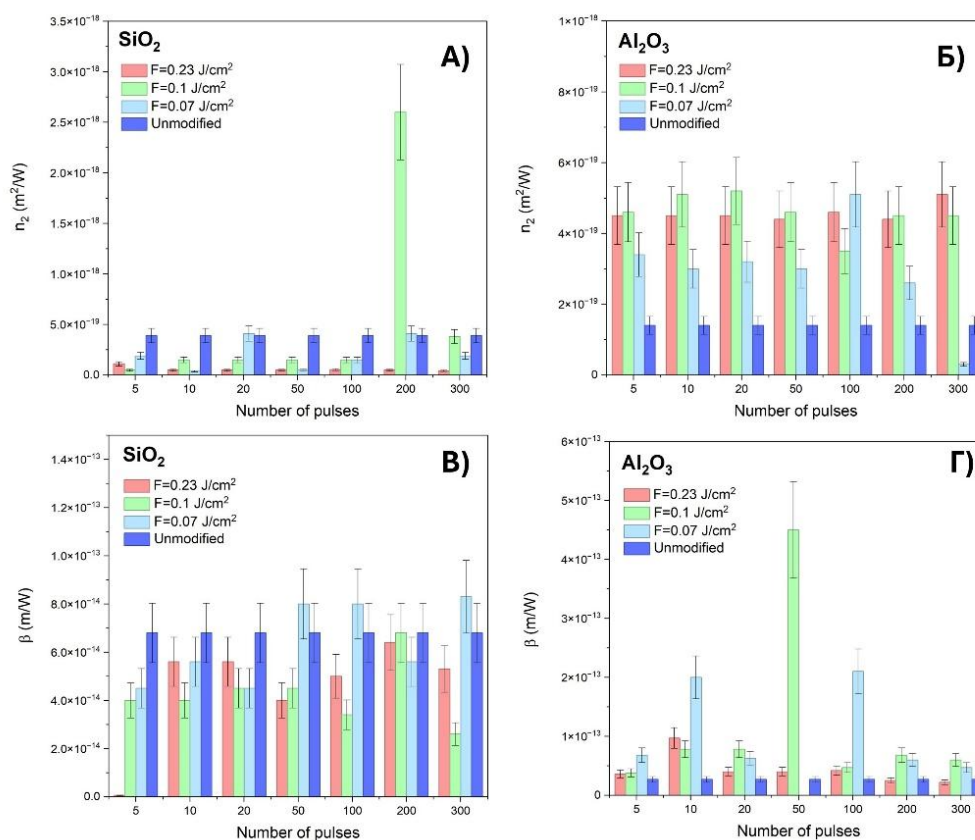 SiO₂
А)
F=0.23 J/cm²
F=0.1 J/cm²
F=0.07 J/cm²
Unmodified
3.5×10⁻¹⁸
3.0×10⁻¹⁸
2.5×10⁻¹⁸
2.0×10⁻¹⁸
1.5×10⁻¹⁸
1.0×10⁻¹⁸
5.0×10⁻¹⁹
0.0
n₂ (m²/W)
5 10 20 50 100 200 300
Number of pulses
Al₂O₃
Б)
F=0.23 J/cm²
F=0.1 J/cm²
F=0.07 J/cm²
Unmodified
1×10⁻¹⁸
8×10⁻¹⁹
6×10⁻¹⁹
4×10⁻¹⁹
2×10⁻¹⁹
0
n₂ (m²/W)
5 10 20 50 100 200 300
Number of pulses
SiO₂
В)
F=0.23 J/cm²
F=0.1 J/cm²
F=0.07 J/cm²
Unmodified
1.4×10⁻¹³
1.2×10⁻¹³
1.0×10⁻¹³
8.0×10⁻¹⁴
6.0×10⁻¹⁴
4.0×10⁻¹⁴
2.0×10⁻¹⁴
0.0
β (m/W)
5 10 20 50 100 200 300
Number of pulses
Al₂O₃
Г)
F=0.23 J/cm²
F=0.1 J/cm²
F=0.07 J/cm²
Unmodified
6×10⁻¹³
5×10⁻¹³
4×10⁻¹³
3×10⁻¹³
2×10⁻¹³
1×10⁻¹³
0
β (m/W)
5 10 20 50 100 200 300
Number of pulses